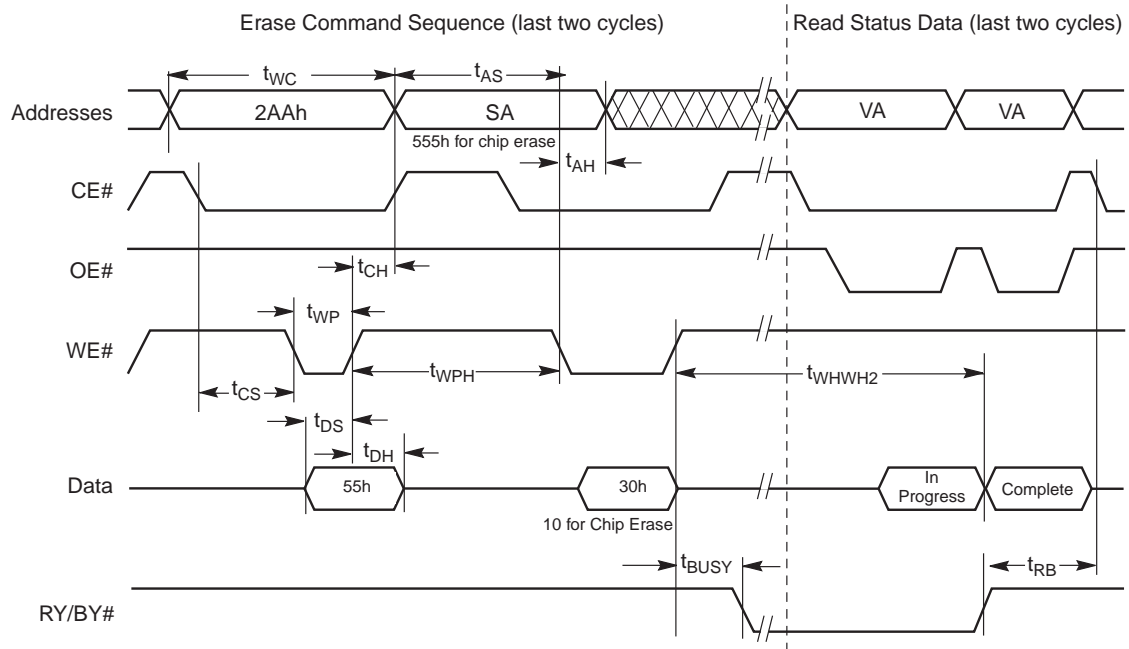 Erase Command Sequence (last two cycles)
Read Status Data (last two cycles)
tWC
tAS
Addresses
2AAh
SA
VA
VA
555h for chip erase
tAH
CE#
tCH
OE#
tWP
WE#
tWPH
tWHWH2
tCS
tDS
tDH
Data
55h
30h
In
Progress
Complete
10 for Chip Erase
tBUSY
tRB
RY/BY#